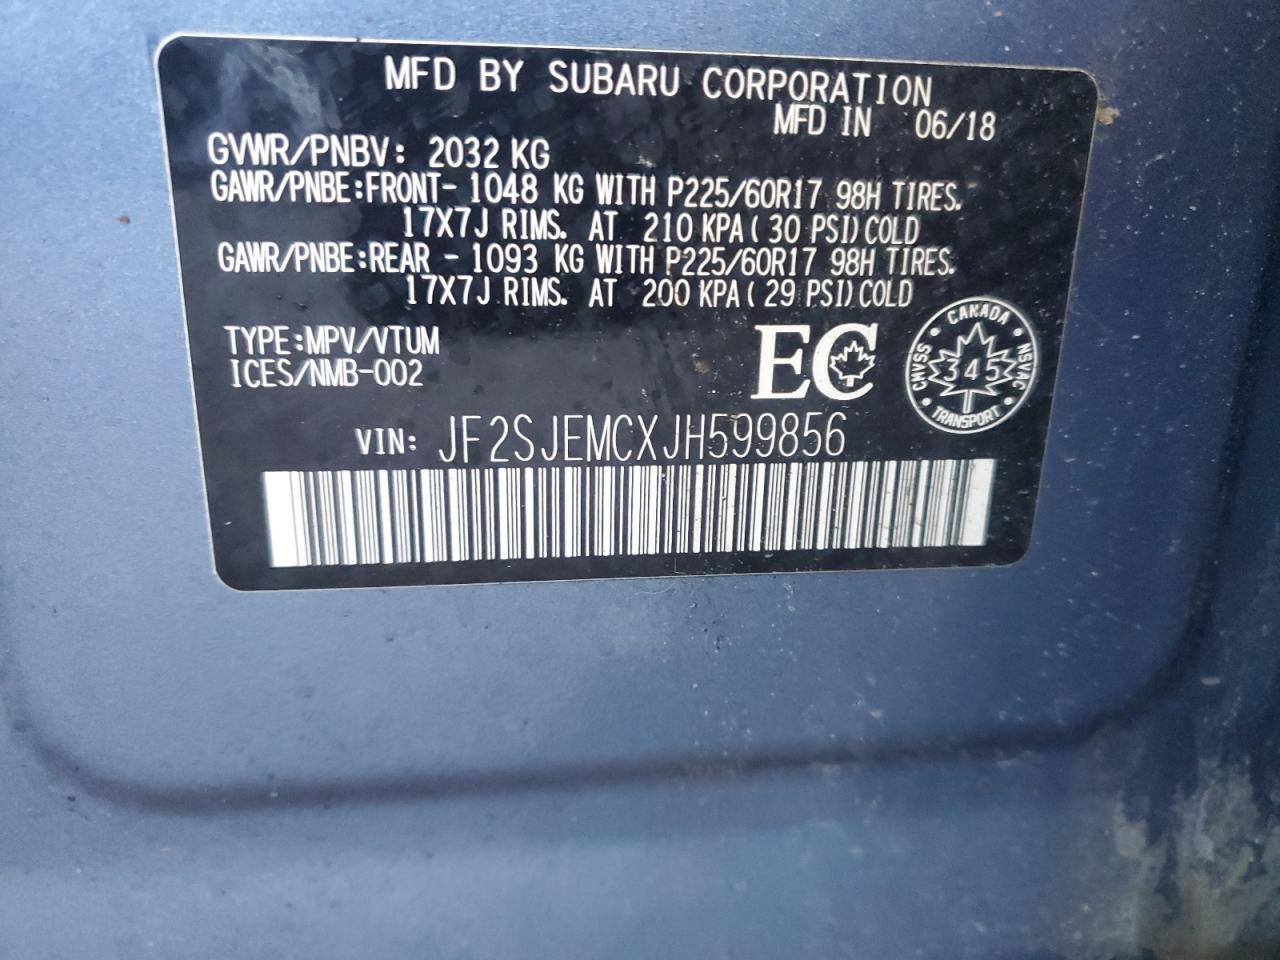 MFD BY SUBARU CORPORATION
MFD IN 06/18
GVWR/PNBV: 2032 KG
GAWR/PNBE:FRONT- 1048 KG WITH P225/60R17 98H TIRES.
17X7J RIMS. AT 210 KPA( 30 PSI)COLD
GAWR/PNBE:REAR - 1093 KG WITH P225/60R17 98H TIRES.
17X7J RIMS. AT 200 KPA( 29 PSI)COLD
TYPE:MPV/VTUM
ICES/NMB-002
EC
CANADA
CMVSS
345
NSVAC
TRANSPORT
VIN: JF2SJEMCXJH599856